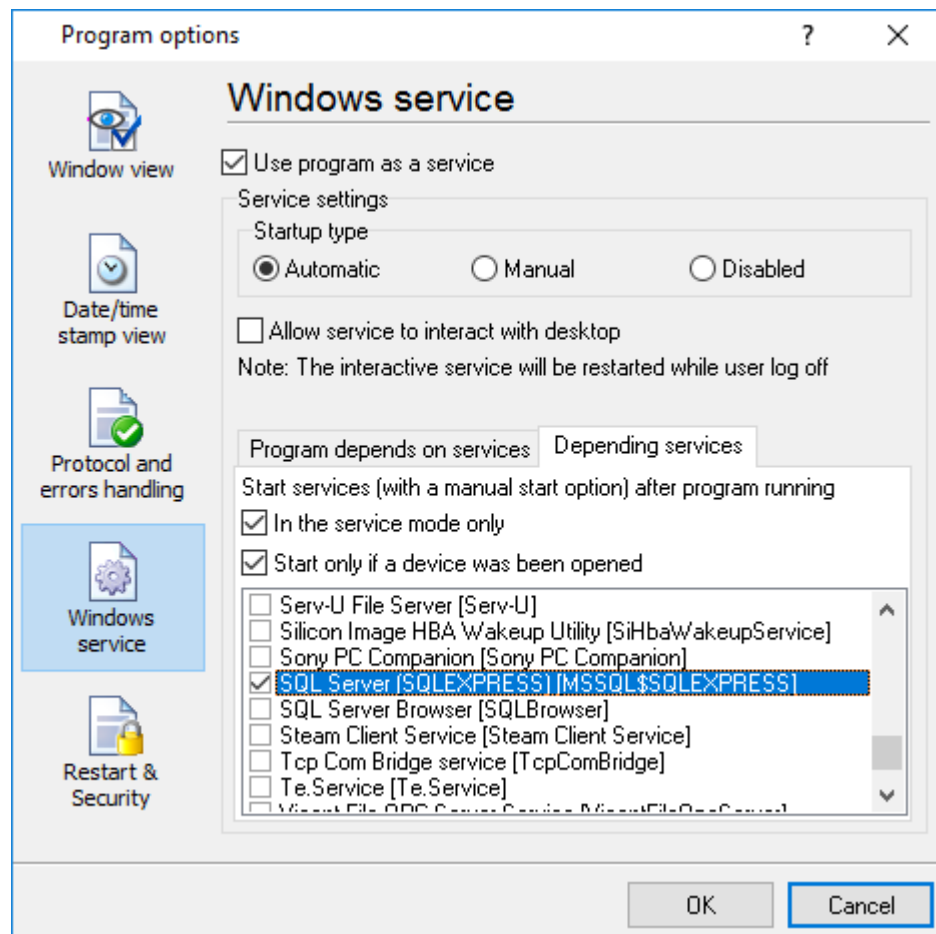 Program options
?
Windows service
Window view
Use program as a service
Service settings
Startup type
Automatic
Manual
Disabled
Date/time
stamp view
Allow service to interact with desktop
Note: The interactive service will be restarted while user log off
Protocol and
errors handling
Program depends on services
Depending services
Start services (with a manual start option) after program running
In the service mode only
Start only if a device was been opened
Windows
service
Serv-U File Server [Serv-U]
Silicon Image HBA Wakeup Utility [SiHbaWakeupService]
Sony PC Companion [Sony PC Companion]
SQL Server (SQLEXPRESS) [MSSQL$SQLEXPRESS]
SQL Server Browser [SQLBrowser]
Steam Client Service [Steam Client Service]
Tcp Com Bridge service [TcpComBridge]
Te.Service [Te.Service]
Restart &
Security
OK
Cancel